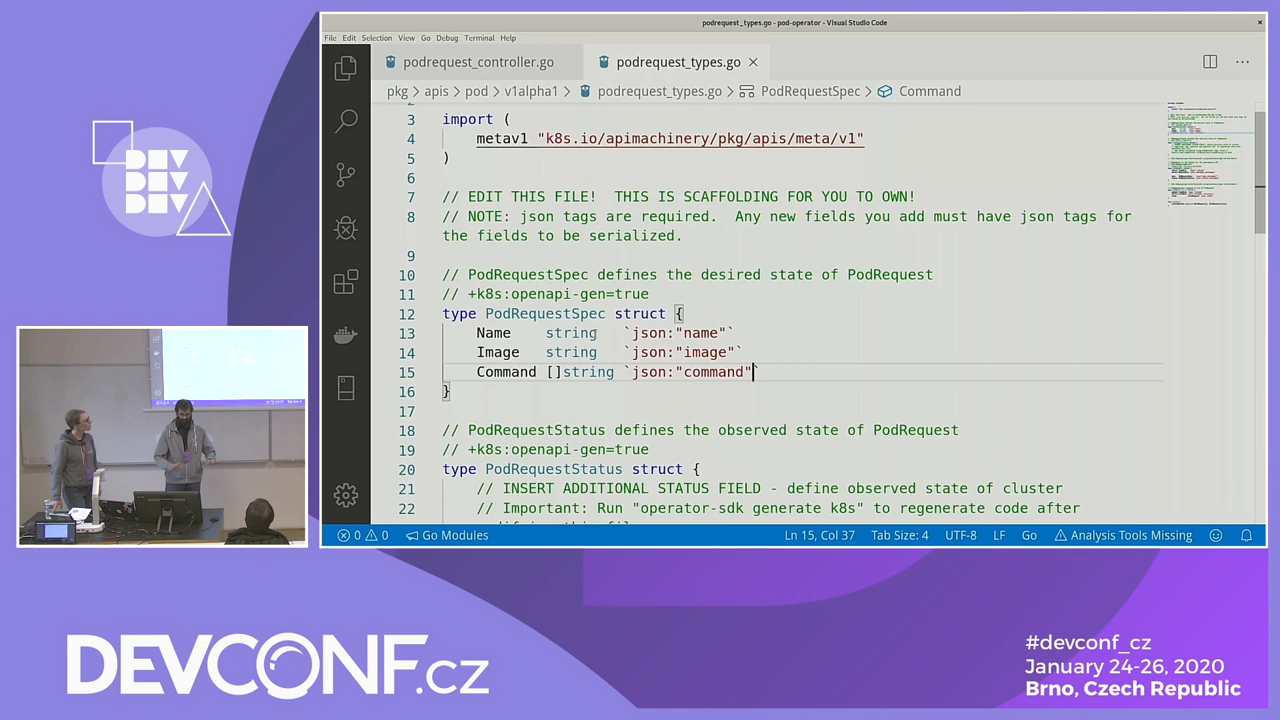 podrequest_types.go - pod-operator - Visual Studio Code
File Edit Selection View Go Debug Terminal Help
podrequest_controller.go
podrequest_types.go
pkg > apis > pod > v1alpha1 > podrequest_types.go > PodRequestSpec > Command
3 import (
4 metav1 "k8s.io/apimachinery/pkg/apis/meta/v1"
5 )
6
7 // EDIT THIS FILE!  THIS IS SCAFFOLDING FOR YOU TO OWN!
8 // NOTE: json tags are required.  Any new fields you add must have json tags for
the fields to be serialized.
9
10 // PodRequestSpec defines the desired state of PodRequest
11 // +k8s:openapi-gen=true
12 type PodRequestSpec struct {
13 Name    string   `json:"name"`
14 Image   string   `json:"image"`
15 Command []string `json:"command"`
16 }
17
18 // PodRequestStatus defines the observed state of PodRequest
19 // +k8s:openapi-gen=true
20 type PodRequestStatus struct {
21 // INSERT ADDITIONAL STATUS FIELD - define observed state of cluster
22 // Important: Run "operator-sdk generate k8s" to regenerate code after
0 0 Go Modules Ln 15, Col 37 Tab Size: 4 UTF-8 LF Go Analysis Tools Missing
DEV
DEV
DEV
DEVCONF.cz
#devconf_cz
January 24-26, 2020
Brno, Czech Republic